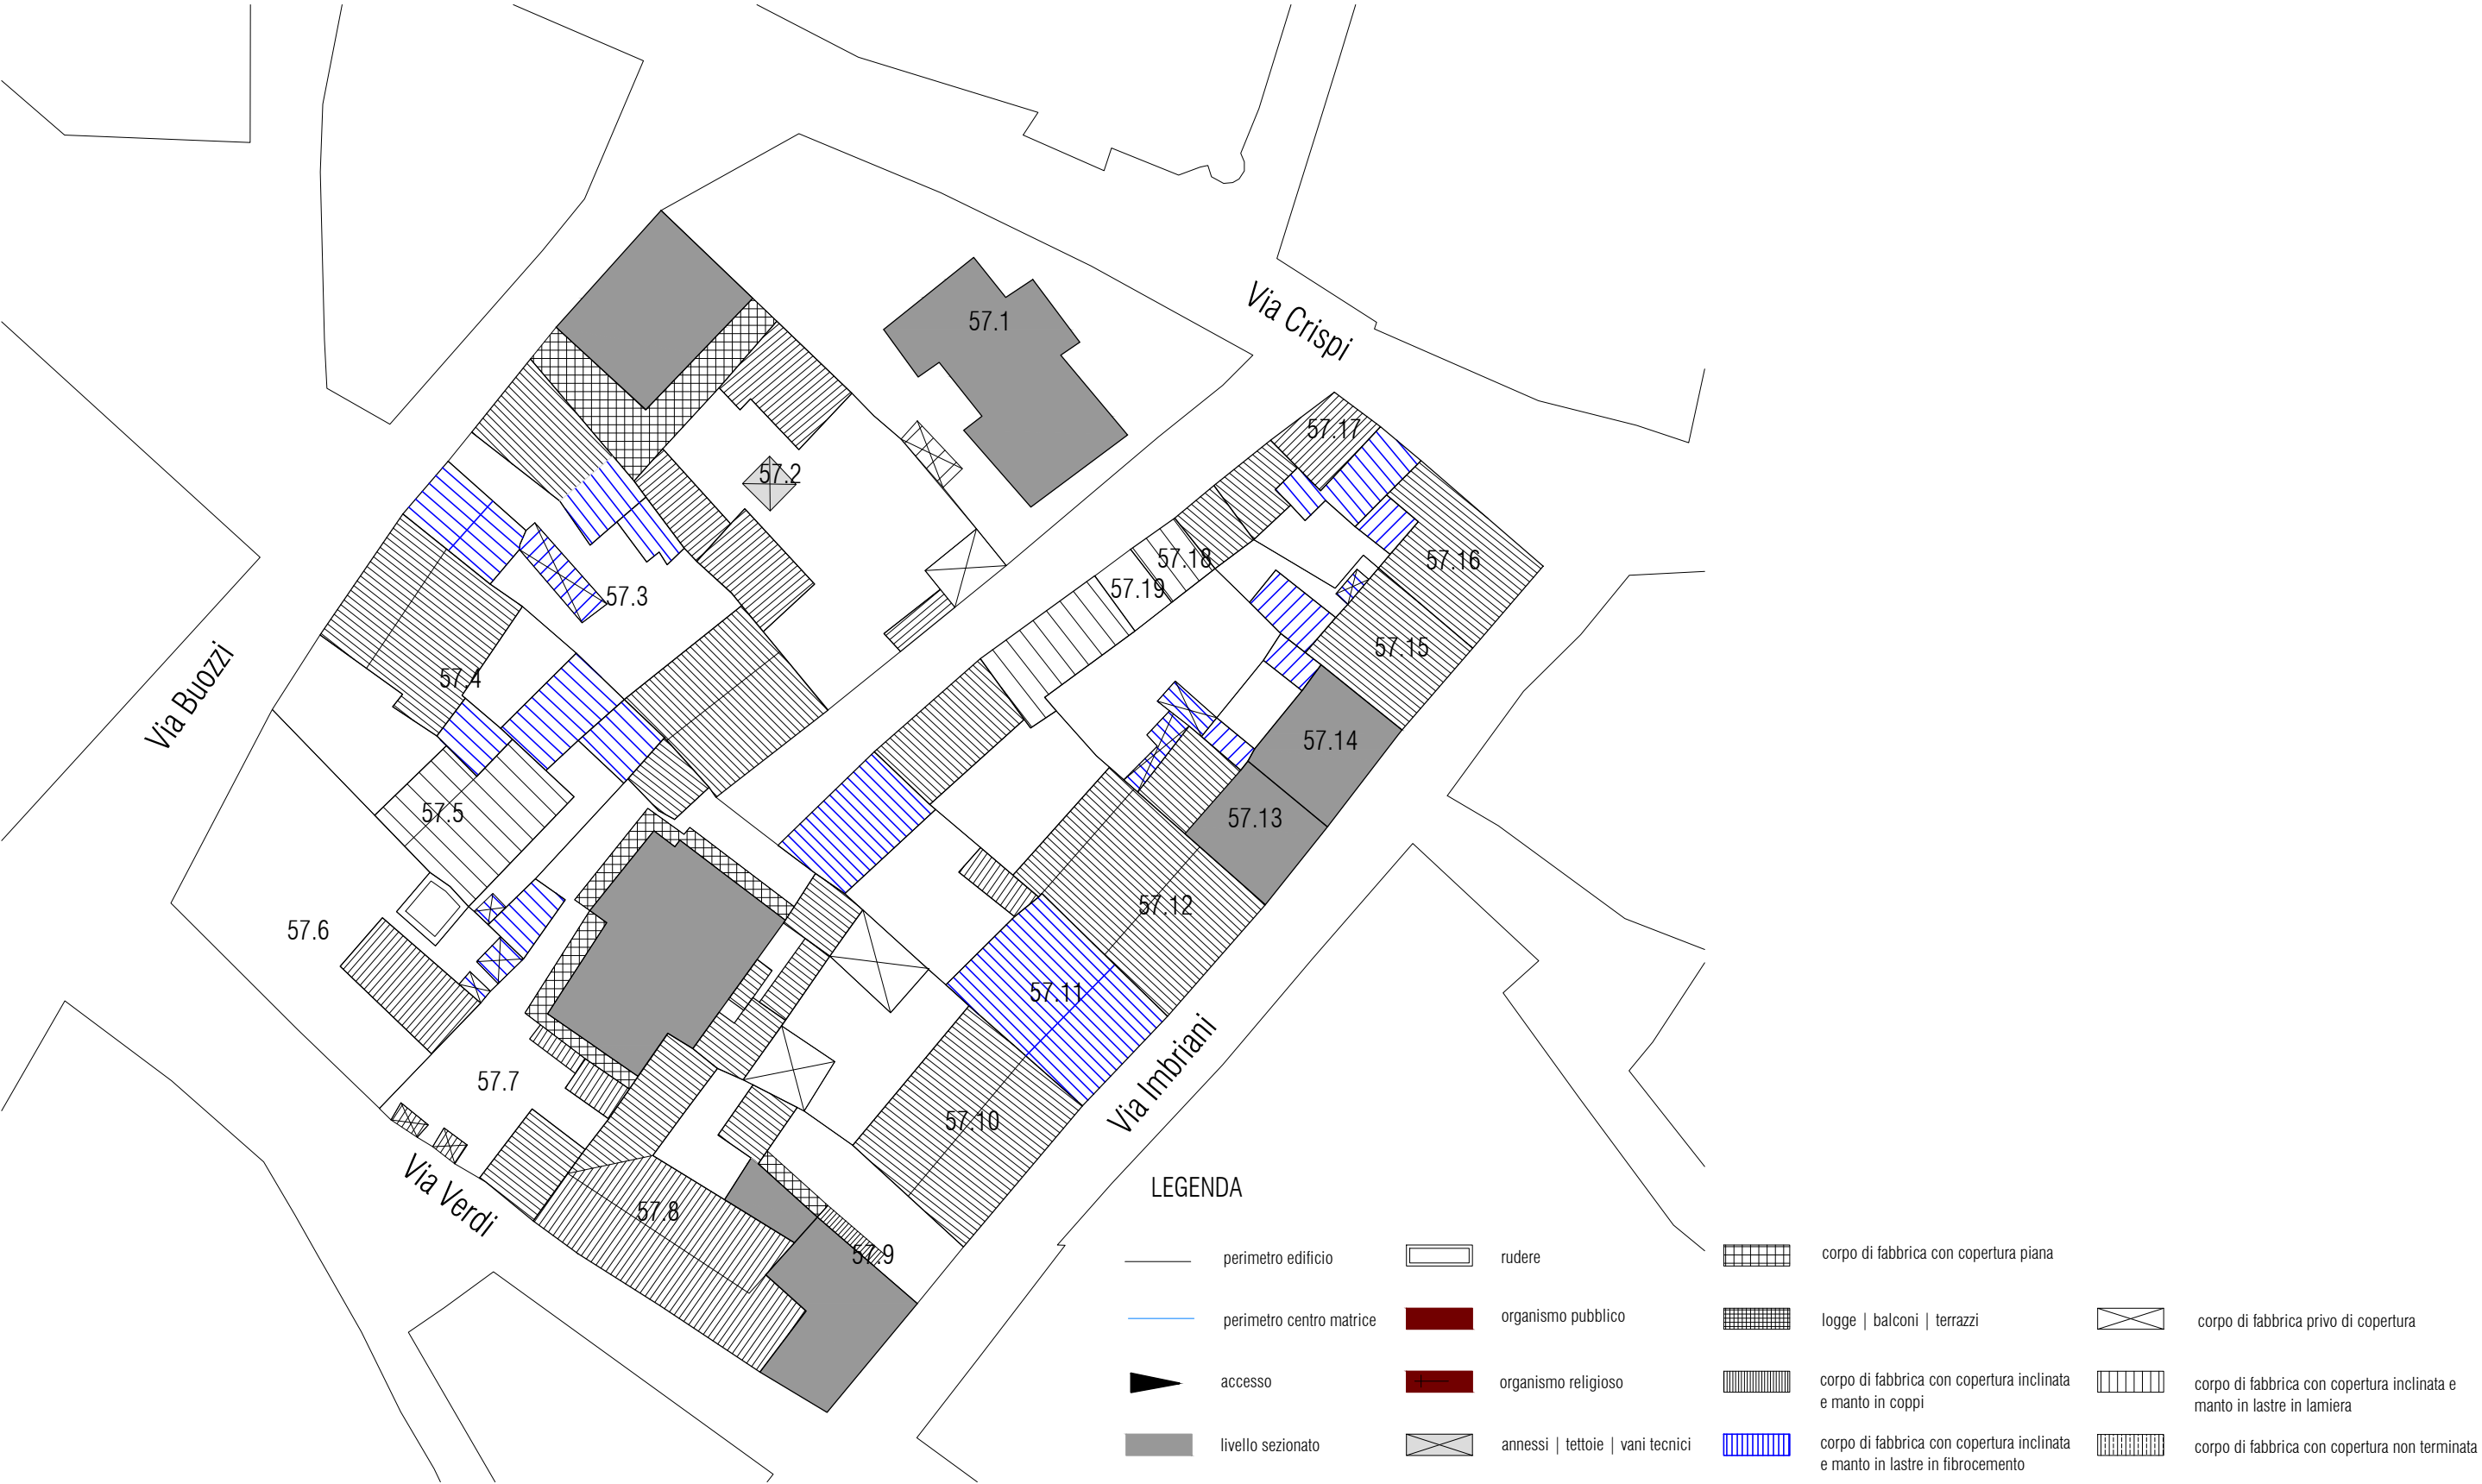 57.1
Via Crispi
57.17
57.2
57.18
57.16
57.19
57.3
57.15
57.4
Via Buozzi
57.14
57.5
57.13
57.12
57.6
57.11
57.7
57.10
Via Imbriani
Via Verdi
57.8
57.9
LEGENDA
perimetro edificio
perimetro centro matrice
accesso
livello sezionato
rudere
organismo pubblico
organismo religioso
annessi | tettoie | vani tecnici
corpo di fabbrica con copertura piana
logge | balconi | terrazzi
corpo di fabbrica con copertura inclinata
e manto in coppi
corpo di fabbrica con copertura inclinata
e manto in lastre in fibrocemento
corpo di fabbrica privo di copertura
corpo di fabbrica con copertura inclinata e
manto in lastre in lamiera
corpo di fabbrica con copertura non terminata